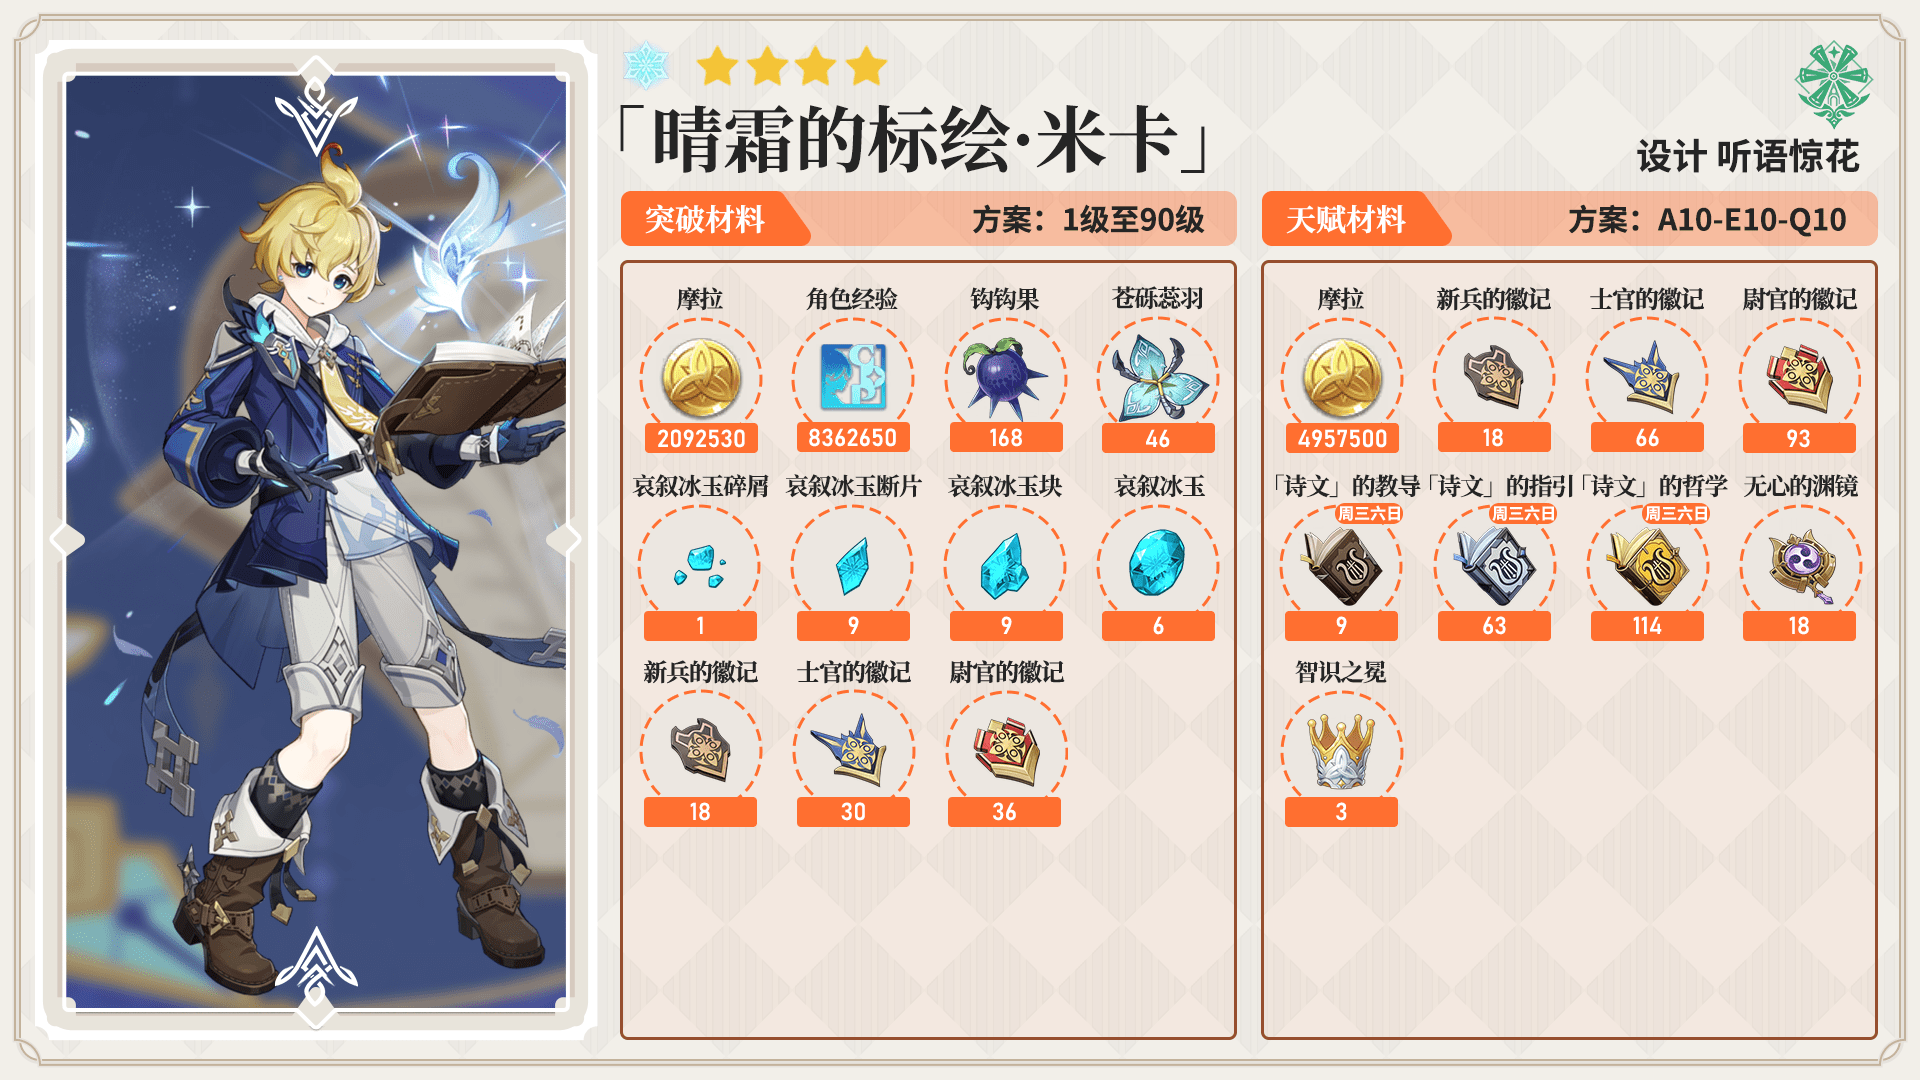 「晴霜的标绘·米卡」
设计 听语惊花
突破材料 方案：1级至90级
摩拉 角色经验 钩钩果 苍砾蕊羽
2092530 8362650 168 46
哀叙冰玉碎屑 哀叙冰玉断片 哀叙冰玉块 哀叙冰玉
1 9 9 6
新兵的徽记 士官的徽记 尉官的徽记
18 30 36
天赋材料 方案：A10-E10-Q10
摩拉 新兵的徽记 士官的徽记 尉官的徽记
4957500 18 66 93
「诗文」的教导 「诗文」的指引 「诗文」的哲学 无心的渊镜
周三六日 周三六日 周三六日
9 63 114 18
智识之冕
3